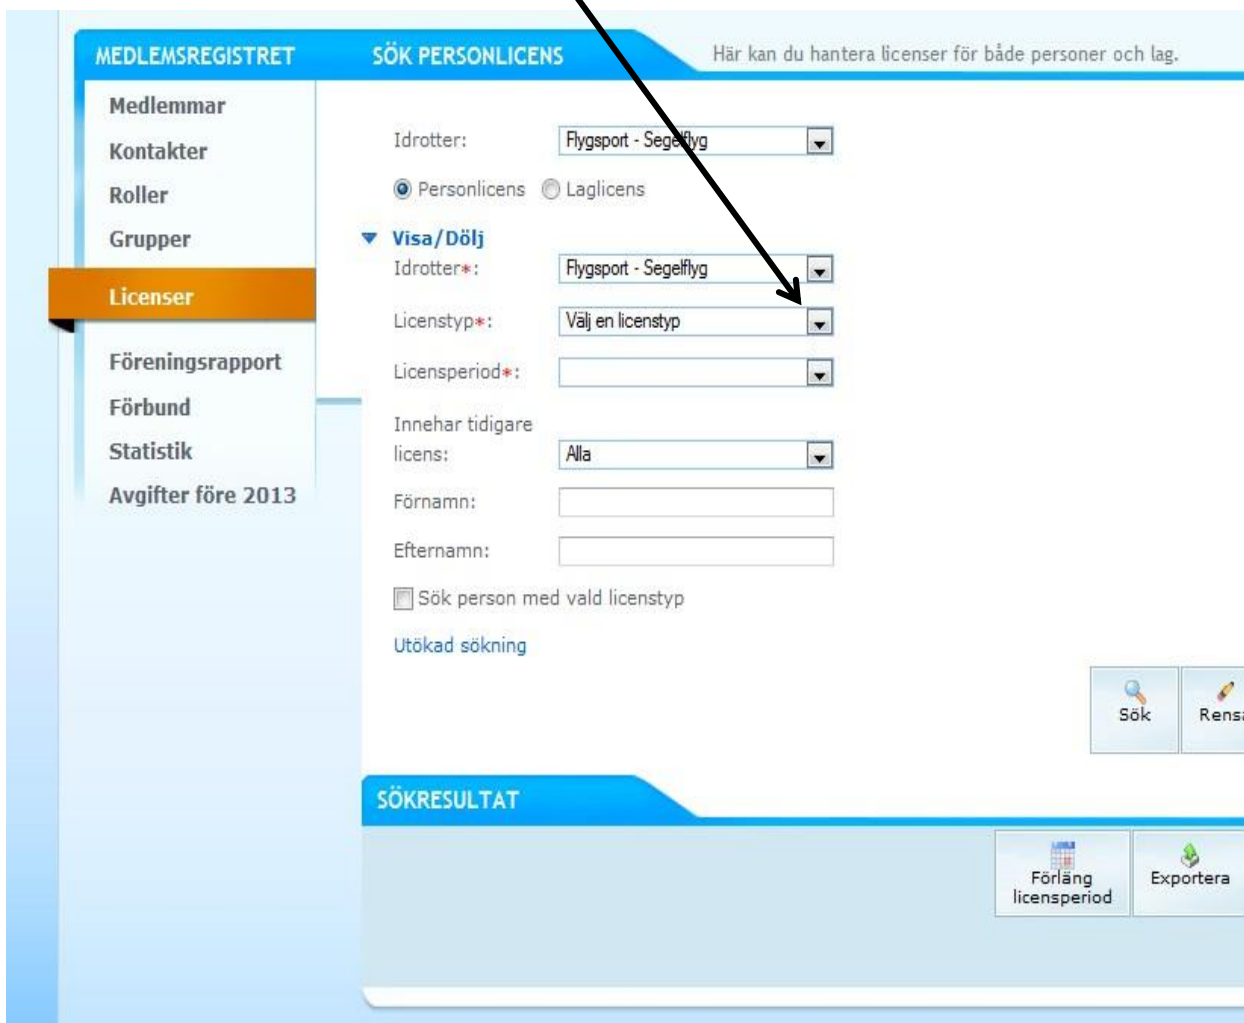 MEDLEMSREGISTRET
SÖK PERSONLICENS
Här kan du hantera licenser för både personer och lag.
Medlemmar
Kontakter
Roller
Grupper
Licenser
Föreningsrapport
Förbund
Statistik
Avgifter före 2013
Idrotter: Flygsport - Segelflyg
Personlicens Laglicens
Visa/Dölj
Idrotter*: Flygsport - Segelflyg
Licenstyp*: Välj en licenstyp
Licensperiod*:
Innehar tidigare
licens: Alla
Förnamn:
Efternamn:
Sök person med vald licenstyp
Utökad sökning
Sök
Rensa
SÖKRESULTAT
Förläng
licensperiod
Exportera